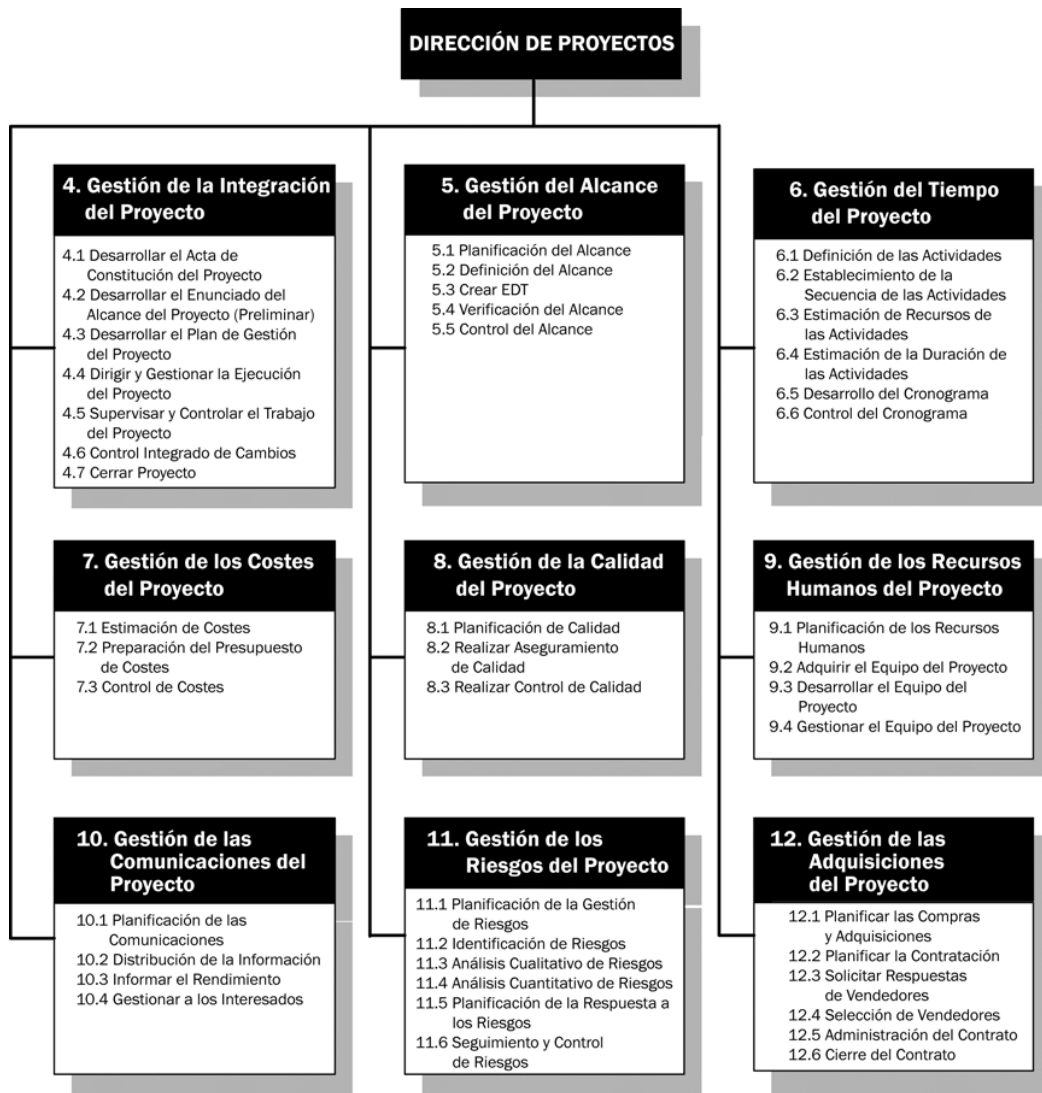 DIRECCIÓN DE PROYECTOS
4. Gestión de la Integración
del Proyecto
4.1 Desarrollar el Acta de
Constitución del Proyecto
4.2 Desarrollar el Enunciado del
Alcance del Proyecto (Preliminar)
4.3 Desarrollar el Plan de Gestión
del Proyecto
4.4 Dirigir y Gestionar la Ejecución
del Proyecto
4.5 Supervisar y Controlar el Trabajo
del Proyecto
4.6 Control Integrado de Cambios
4.7 Cerrar Proyecto
5. Gestión del Alcance
del Proyecto
5.1 Planificación del Alcance
5.2 Definición del Alcance
5.3 Crear EDT
5.4 Verificación del Alcance
5.5 Control del Alcance
6. Gestión del Tiempo
del Proyecto
6.1 Definición de las Actividades
6.2 Establecimiento de la
Secuencia de las Actividades
6.3 Estimación de Recursos de
las Actividades
6.4 Estimación de la Duración de
las Actividades
6.5 Desarrollo del Cronograma
6.6 Control del Cronograma
7. Gestión de los Costes
del Proyecto
7.1 Estimación de Costes
7.2 Preparación del Presupuesto
de Costes
7.3 Control de Costes
8. Gestión de la Calidad
del Proyecto
8.1 Planificación de Calidad
8.2 Realizar Aseguramiento
de Calidad
8.3 Realizar Control de Calidad
9. Gestión de los Recursos
Humanos del Proyecto
9.1 Planificación de los Recursos
Humanos
9.2 Adquirir el Equipo del Proyecto
9.3 Desarrollar el Equipo del
Proyecto
9.4 Gestionar el Equipo del Proyecto
10. Gestión de las
Comunicaciones del
Proyecto
10.1 Planificación de las
Comunicaciones
10.2 Distribución de la Información
10.3 Informar el Rendimiento
10.4 Gestionar a los Interesados
11. Gestión de los
Riesgos del Proyecto
11.1 Planificación de la Gestión
de Riesgos
11.2 Identificación de Riesgos
11.3 Análisis Cualitativo de Riesgos
11.4 Análisis Cuantitativo de Riesgos
11.5 Planificación de la Respuesta a
los Riesgos
11.6 Seguimiento y Control
de Riesgos
12. Gestión de las
Adquisiciones
del Proyecto
12.1 Planificar las Compras
y Adquisiciones
12.2 Planificar la Contratación
12.3 Solicitar Respuestas
de Vendedores
12.4 Selección de Vendedores
12.5 Administración del Contrato
12.6 Cierre del Contrato